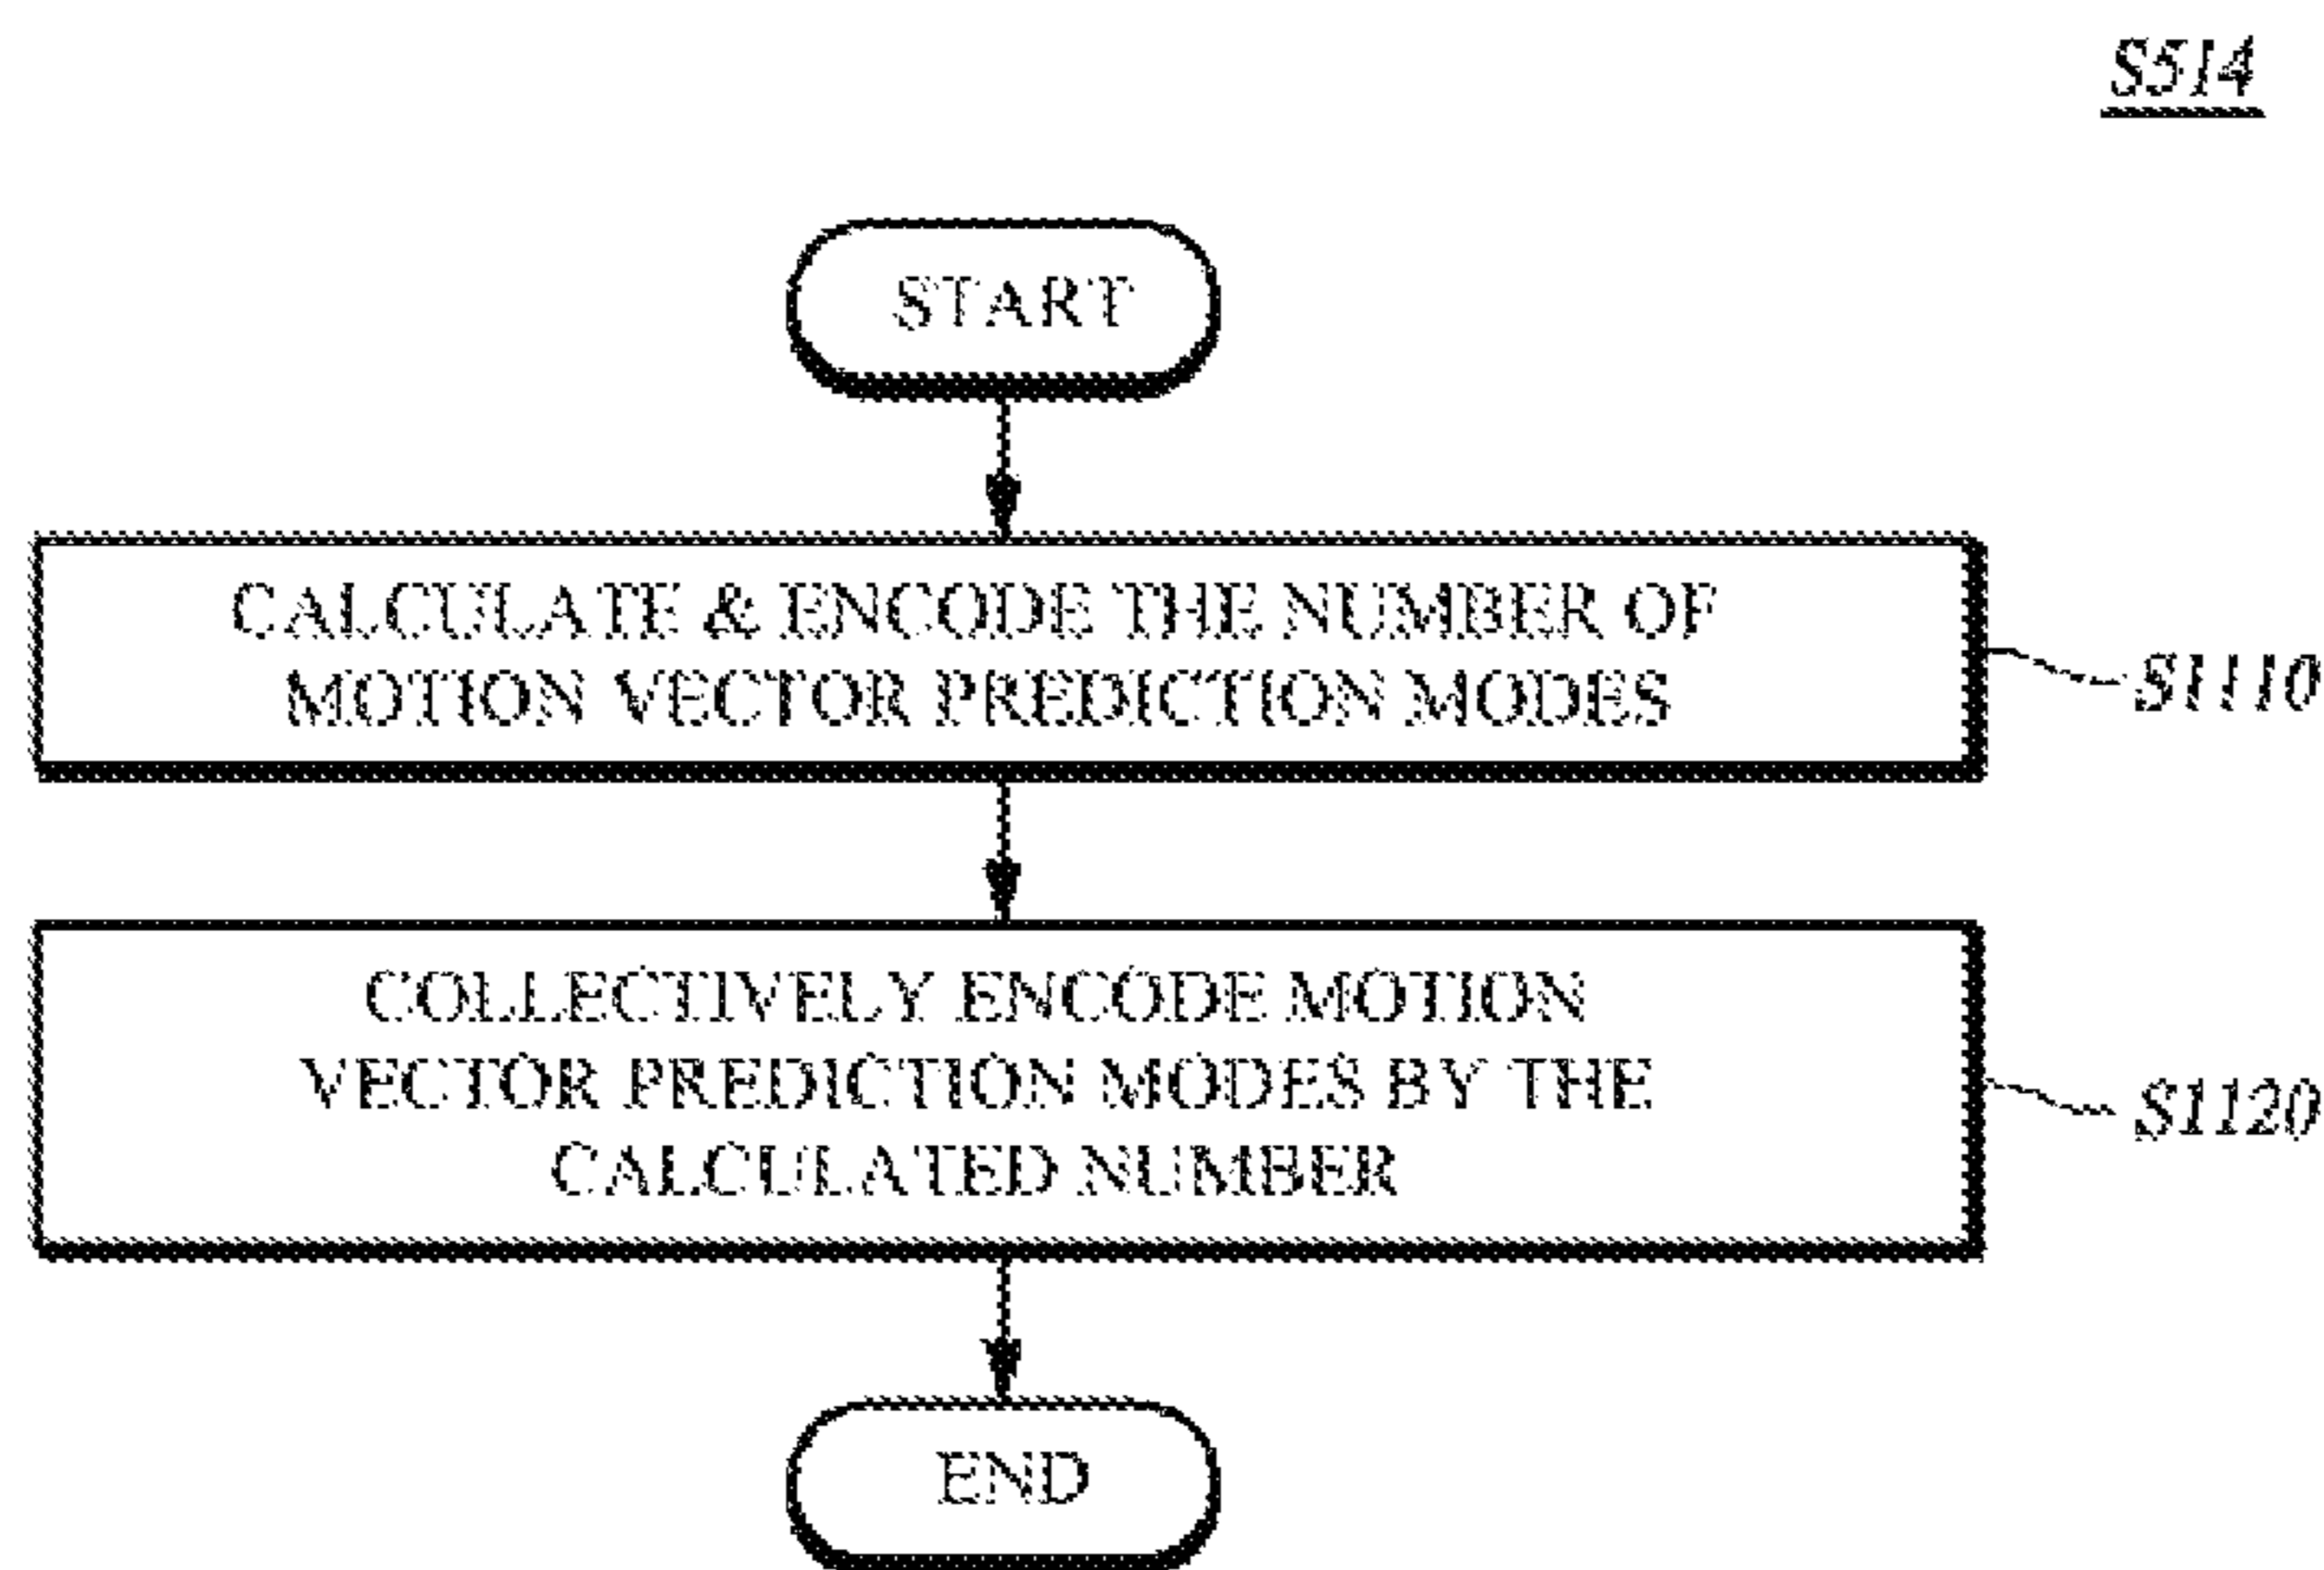 S514
START
CALCULATE & ENCODE THE NUMBER OF
MOTION VECTOR PREDICTION MODES
S1110
COLLECTIVELY ENCODE MOTION
VECTOR PREDICTION MODES BY THE
CALCULATED NUMBER
S1120
END